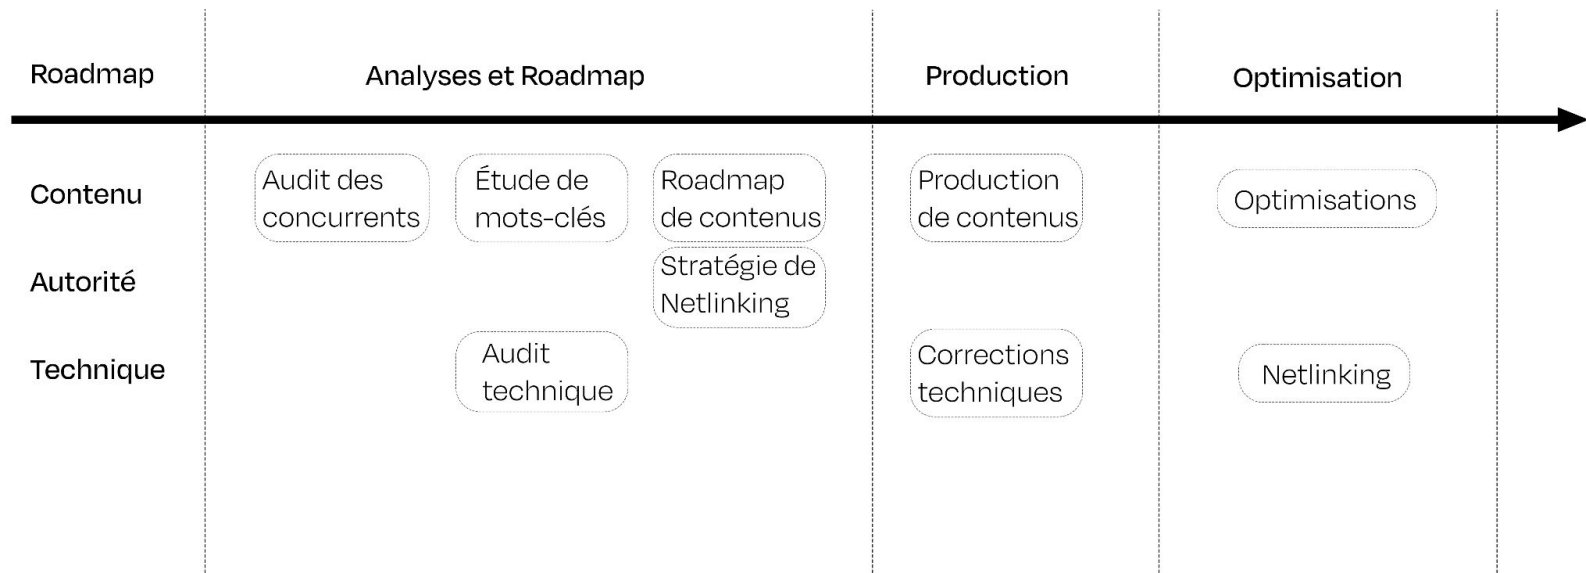 Roadmap
Analyses et Roadmap
Production
Optimisation
Contenu
Audit des
concurrents
Étude de
mots-clés
Roadmap
de contenus
Production
de contenus
Optimisations
Autorité
Stratégie de
Netlinking
Technique
Audit
technique
Corrections
techniques
Netlinking